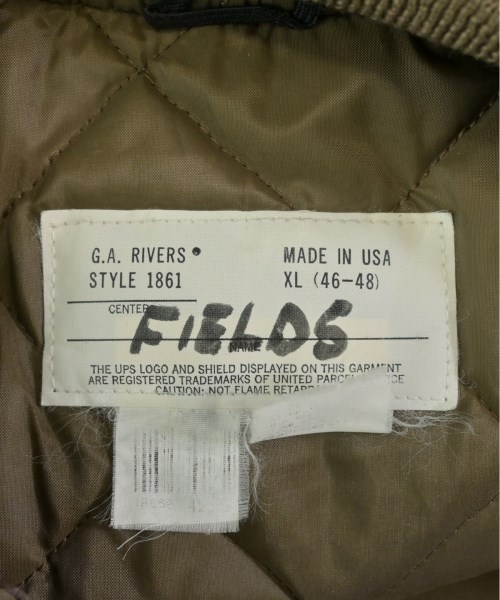 G.A. RIVERS
MADE IN USA
STYLE 1861
XL (46-48)
CENTER
FIELDS
NAME
THE UPS LOGO AND SHIELD DISPLAYED ON THIS GARMENT
ARE REGISTERED TRADEMARKS OF UNITED PARCEL
CAUTION: NOT FLAME